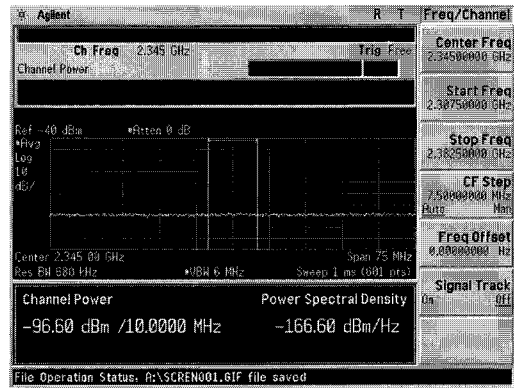 Agilent R T Freq/Channel
Ch Freq 2.345 GHz Trig Free
Channel Power
Center Freq
2.34500000 GHz
Start Freq
2.30750000 GHz
Stop Freq
2.38250000 GHz
CF Step
7.50000000 MHz
Auto Man
Freq Offset
0.00000000 Hz
Signal Track
On Off
Ref -40 dBm *Atten 0 dB
*Avg
Log
10
dB/
Center 2.345 00 GHz Span 75 MHz
Res BW 680 kHz *VBW 6 MHz Sweep 1 ms (601 pts)
Channel Power Power Spectral Density
-96.60 dBm /10.0000 MHz -166.60 dBm/Hz
File Operation Status, A:\SCREN001.GIF file saved